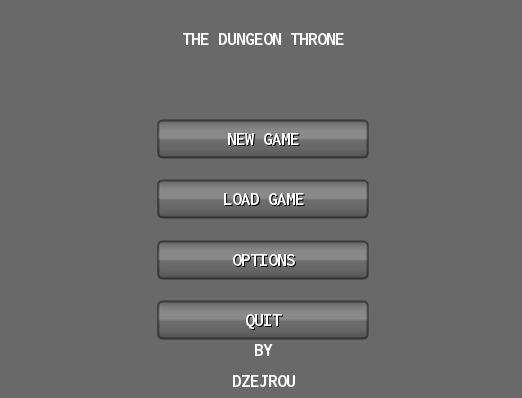 THE DUNGEON THRONE
NEW GAME
LOAD GAME
OPTIONS
QUIT
BY
DZEJROU